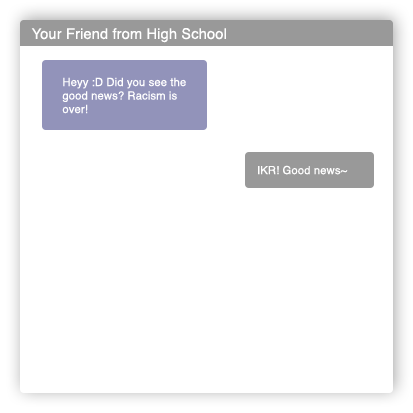 Your Friend from High School
Heyy :D Did you see the
good news? Racism is
over!
IKR! Good news~